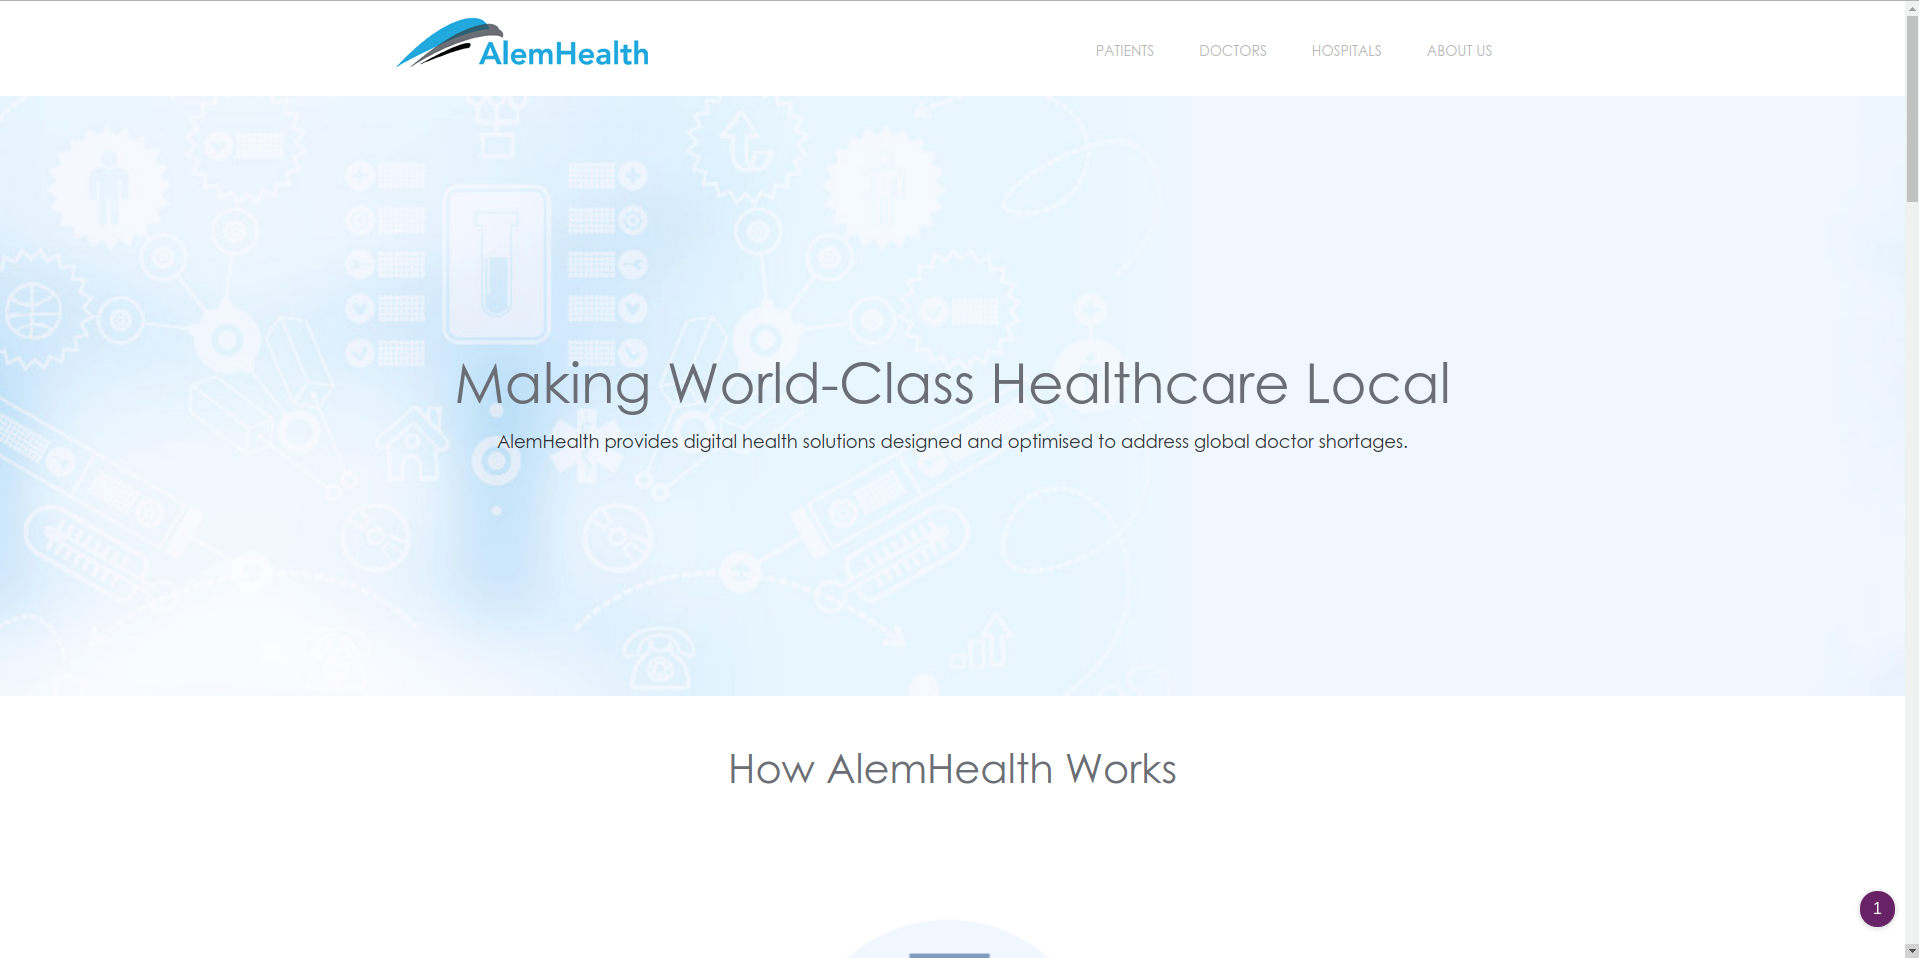 AlemHealth
PATIENTS DOCTORS HOSPITALS ABOUT US
Making World-Class Healthcare Local
AlemHealth provides digital health solutions designed and optimised to address global doctor shortages.
How AlemHealth Works
1